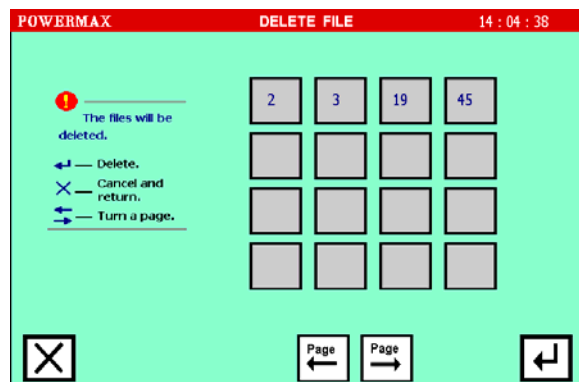 POWERMAX DELETE FILE 14 : 04 : 38
The files will be
deleted.
Delete.
Cancel and
return.
Turn a page.
2 3 19 45
Page Page